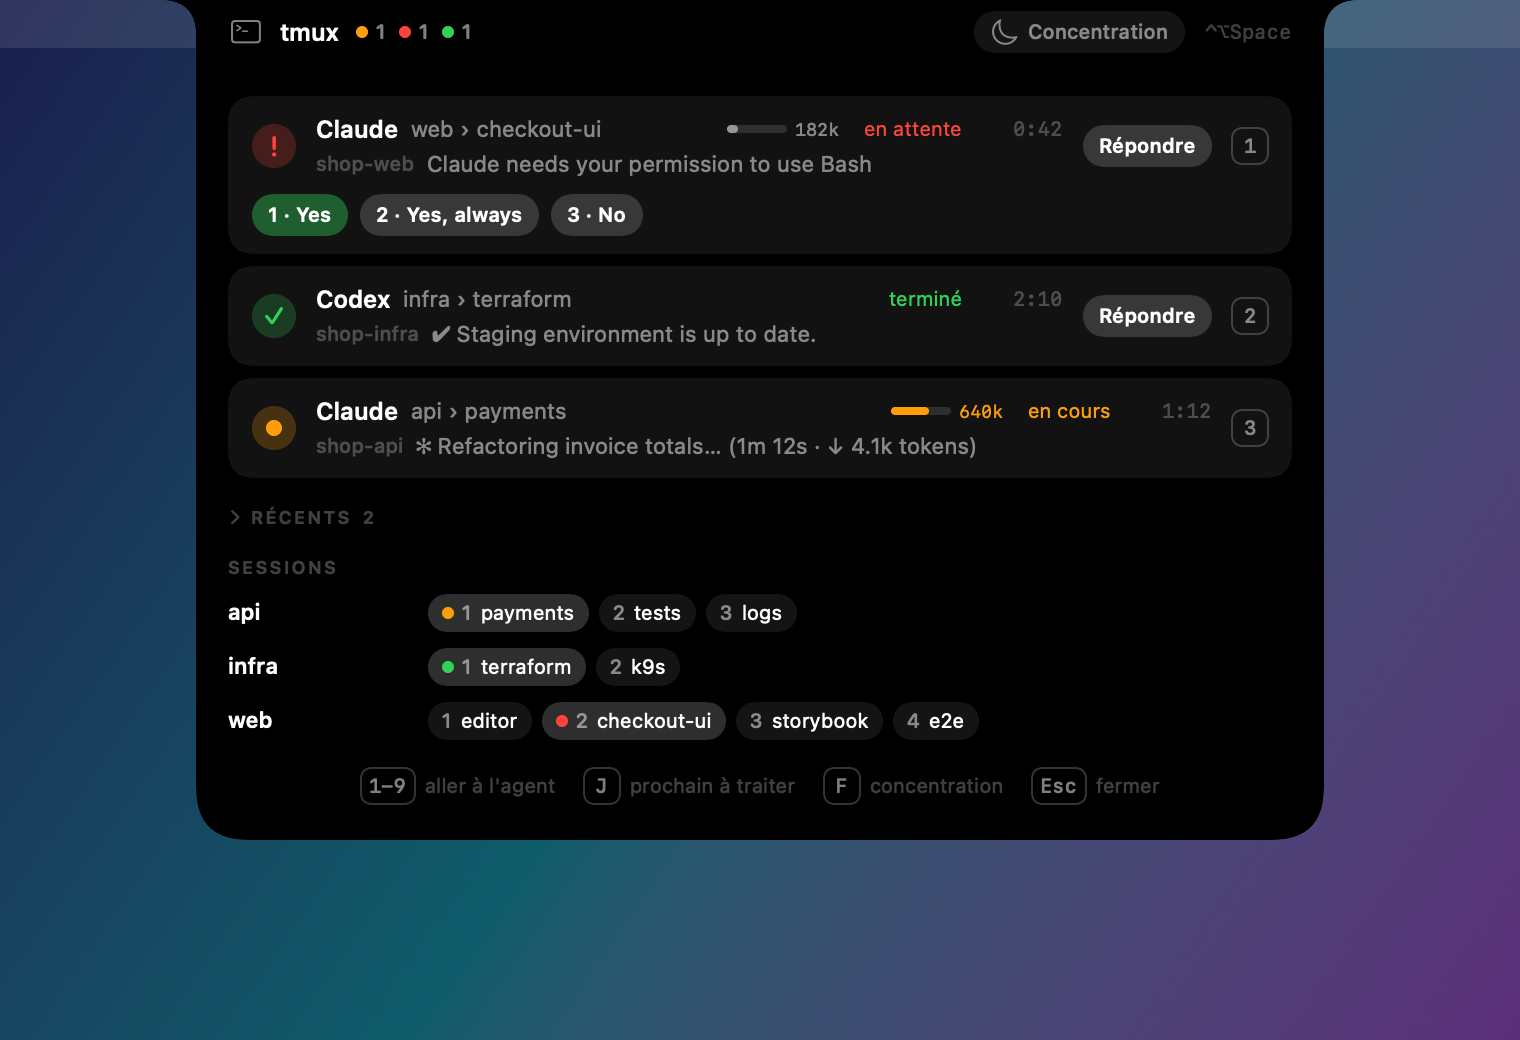 tmux 1 1 1 Concentration ^⌥Space
Claude web › checkout-ui 182k en attente 0:42 Répondre 1
shop-web Claude needs your permission to use Bash
1 · Yes 2 · Yes, always 3 · No
Codex infra › terraform terminé 2:10 Répondre 2
shop-infra ✔ Staging environment is up to date.
Claude api › payments 640k en cours 1:12 3
shop-api ✻ Refactoring invoice totals... (1m 12s · ↓ 4.1k tokens)
RÉCENTS 2
SESSIONS
api 1 payments 2 tests 3 logs
infra 1 terraform 2 k9s
web 1 editor 2 checkout-ui 3 storybook 4 e2e
1–9 aller à l'agent J prochain à traiter F concentration Esc fermer